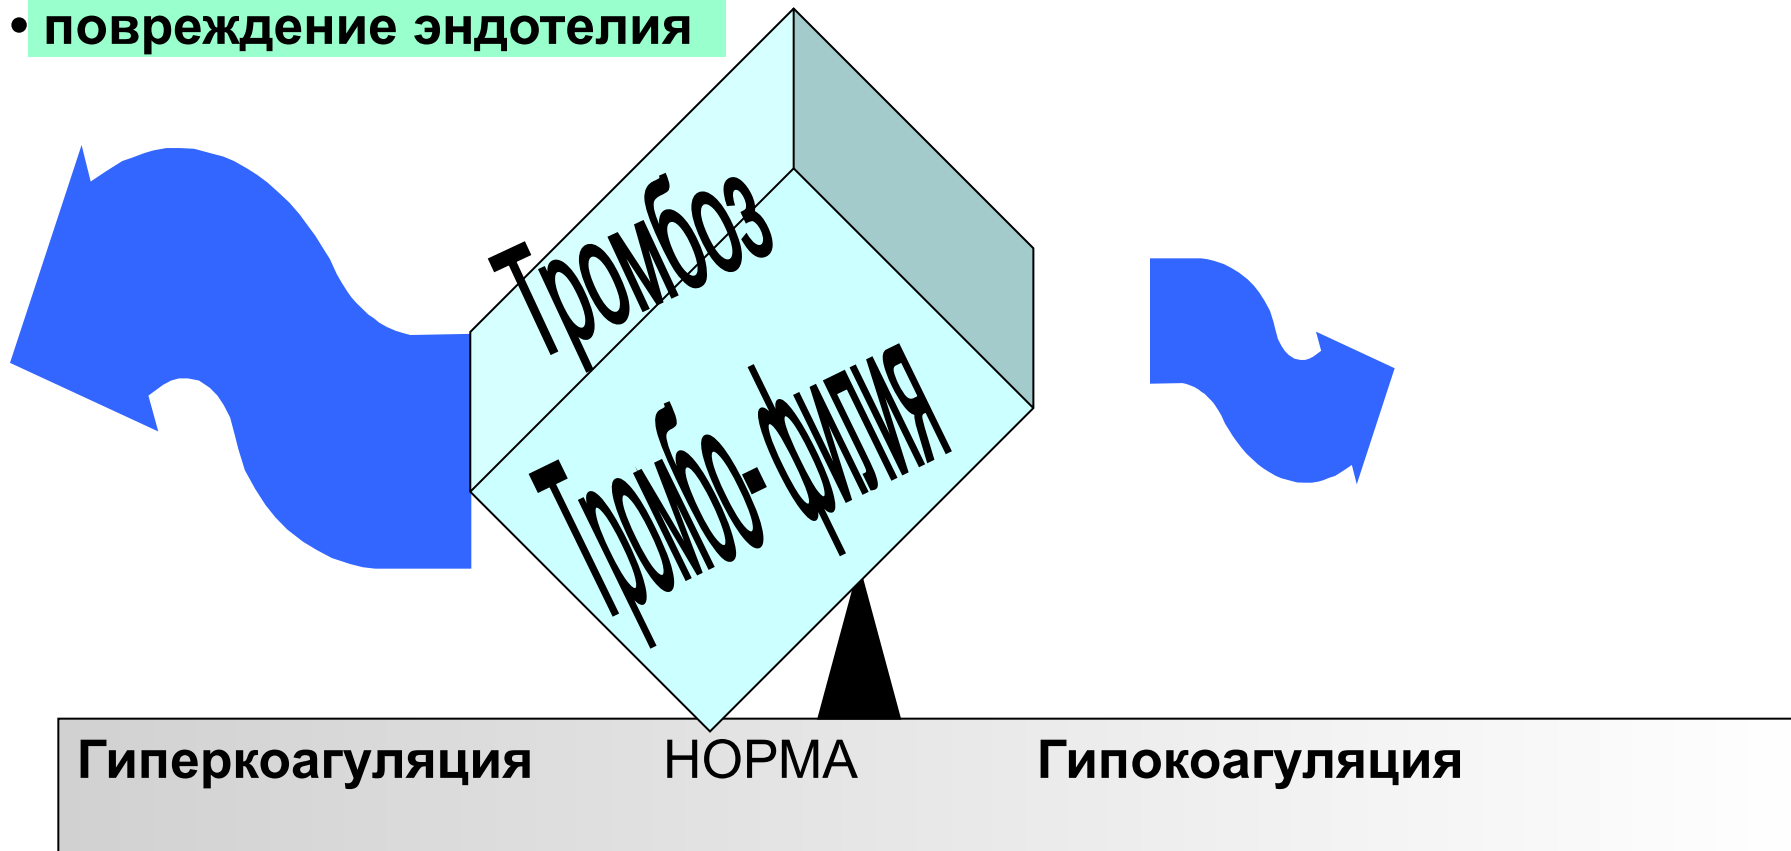 • повреждение эндотелия
Тромбоз
Тромбо-филия
Гиперкоагуляция НОРМА Гипокоагуляция